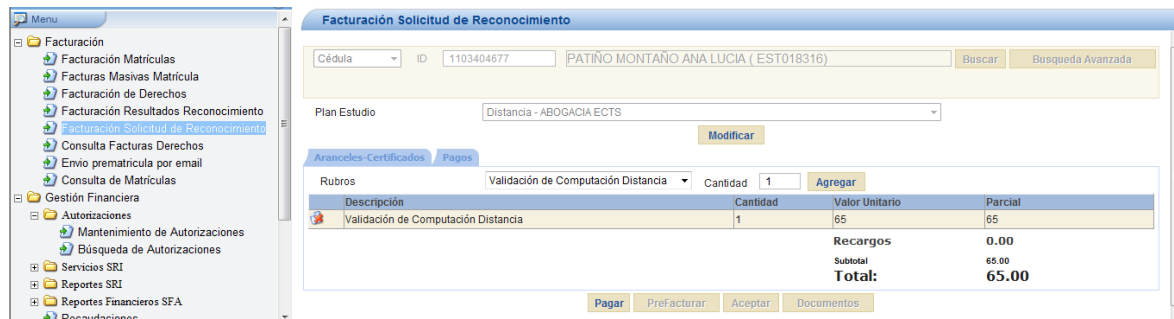 Menu
Facturación
Facturación Matrículas
Facturas Masivas Matrícula
Facturación de Derechos
Facturación Resultados Reconocimiento
Facturación Solicitud de Reconocimiento
Consulta Facturas Derechos
Envio prematricula por email
Consulta de Matrículas
Gestión Financiera
Autorizaciones
Mantenimiento de Autorizaciones
Búsqueda de Autorizaciones
Servicios SRI
Reportes SRI
Reportes Financieros SFA
Recaudaciones
Facturación Solicitud de Reconocimiento
Cédula ID 1103404677 PATIÑO MONTAÑO ANA LUCIA ( EST018316) Buscar Busqueda Avanzada
Plan Estudio Distancia - ABOGACIA ECTS
Modificar
Aranceles-Certificados Pagos
Rubros Validación de Computación Distancia Cantidad 1 Agregar
Descripción Cantidad Valor Unitario Parcial
Validación de Computación Distancia 1 65 65
Recargos 0.00
Subtotal 65.00
Total: 65.00
Pagar PreFacturar Aceptar Documentos